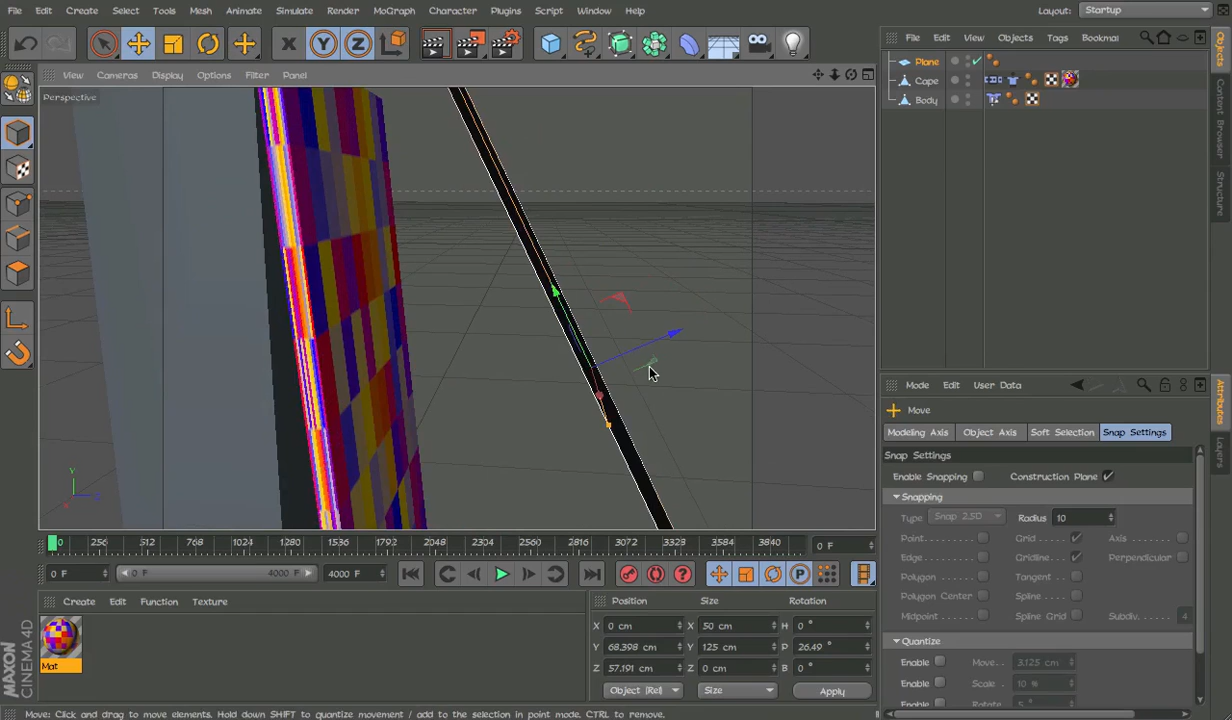 File Edit Create Select Tools Mesh Animate Simulate Render MoGraph Character Plugins Script Window Help Layout: Startup
X Y Z
File Edit View Objects Tags Bookmar
View Cameras Display Options Filter Panel
Perspective
Plane
Cape
Body
Objects
Content Browser
Structure
Y
X
Mode Edit User Data
Move
Modeling Axis Object Axis Soft Selection Snap Settings
Attributes
Layers
Snap Settings
Enable Snapping Construction Plane
Snapping
Type Snap 2.5D Radius 10
Point Grid Axis
Edge Gridline Perpendicular
Polygon Tangent
Polygon Center Spline
Midpoint Spline Grid Subdiv. 4
Quantize
Enable Move 3.125 cm
Enable Scale 10 %
Enable Rotate 5 °
0 256 512 768 1024 1280 1536 1792 2048 2304 2560 2816 3072 3328 3584 3840 0 F
0 F 0 F 4000 F 4000 F
P
Create Edit Function Texture
Mat
Position Size Rotation
X 0 cm X 50 cm H 0 °
Y 68.398 cm Y 125 cm P 26.49 °
Z 57.191 cm Z 0 cm B 0 °
Object (Rel) Size Apply
MAXON
CINEMA 4D
Move: Click and drag to move elements. Hold down SHIFT to quantize movement / add to the selection in point mode, CTRL to remove.